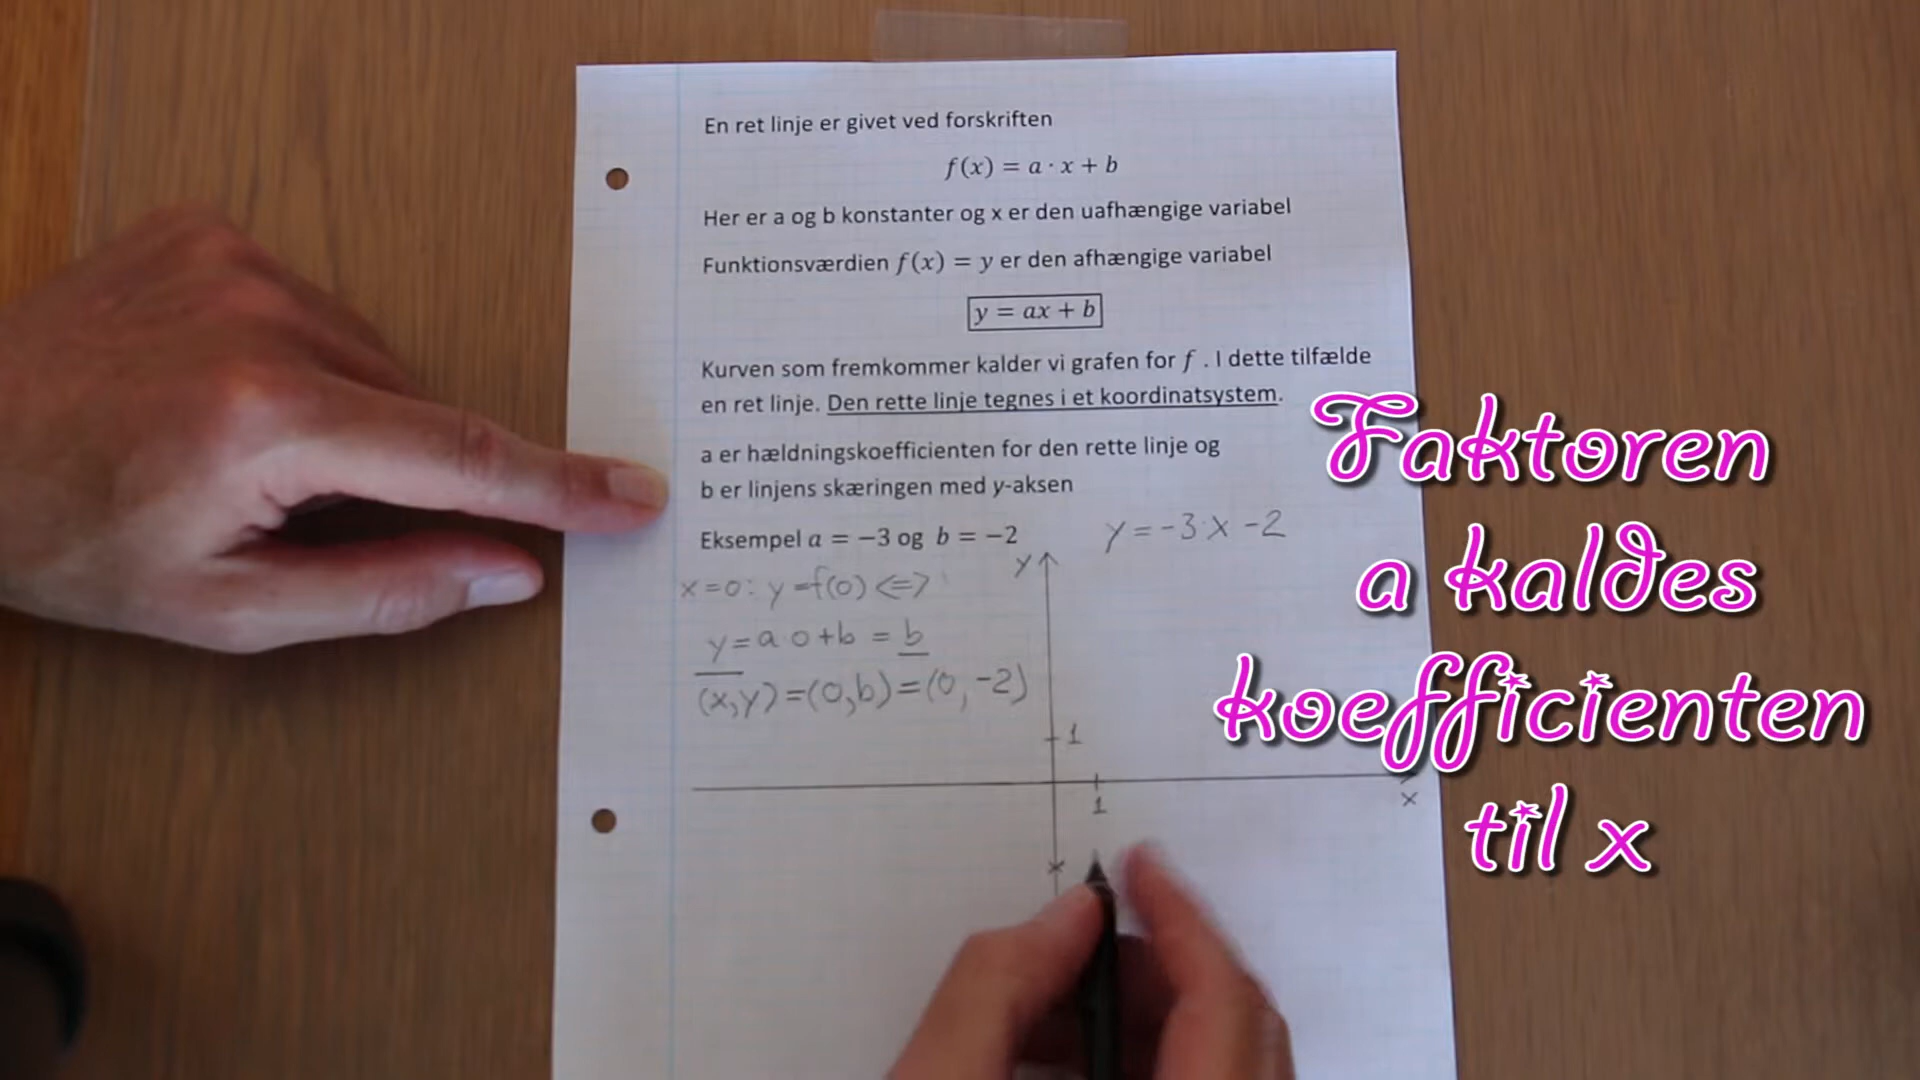 En ret linje er givet ved forskriften
f(x) = a · x + b
Her er a og b konstanter og x er den uafhængige variabel
Funktionsværdien f(x) = y er den afhængige variabel
y = ax + b
Kurven som fremkommer kalder vi grafen for f . I dette tilfælde
en ret linje. Den rette linje tegnes i et koordinatsystem.
a er hældningskoefficienten for den rette linje og
b er linjens skæringen med y-aksen
Eksempel a = −3 og b = −2
y = -3·x -2
x=0: y=f(0) <=>
y=a·0+b = b
(x,y)=(0,b)=(0,-2)
y
1
1
x
Faktoren
a kaldes
koefficienten
til x